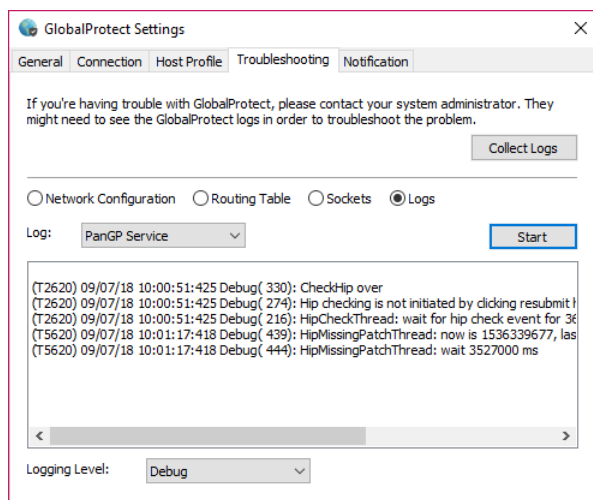 GlobalProtect Settings
General Connection Host Profile Troubleshooting Notification
If you're having trouble with GlobalProtect, please contact your system administrator. They
might need to see the GlobalProtect logs in order to troubleshoot the problem.
Collect Logs
Network Configuration Routing Table Sockets Logs
Log: PanGP Service Start
(T2620) 09/07/18 10:00:51:425 Debug( 330): CheckHip over
(T2620) 09/07/18 10:00:51:425 Debug( 274): Hip checking is not initiated by clicking resubmit
(T2620) 09/07/18 10:00:51:425 Debug( 216): HipCheckThread: wait for hip check event for 36
(T5620) 09/07/18 10:01:17:418 Debug( 439): HipMissingPatchThread: now is 1536339677, las
(T5620) 09/07/18 10:01:17:418 Debug( 444): HipMissingPatchThread: wait 3527000 ms
Logging Level: Debug